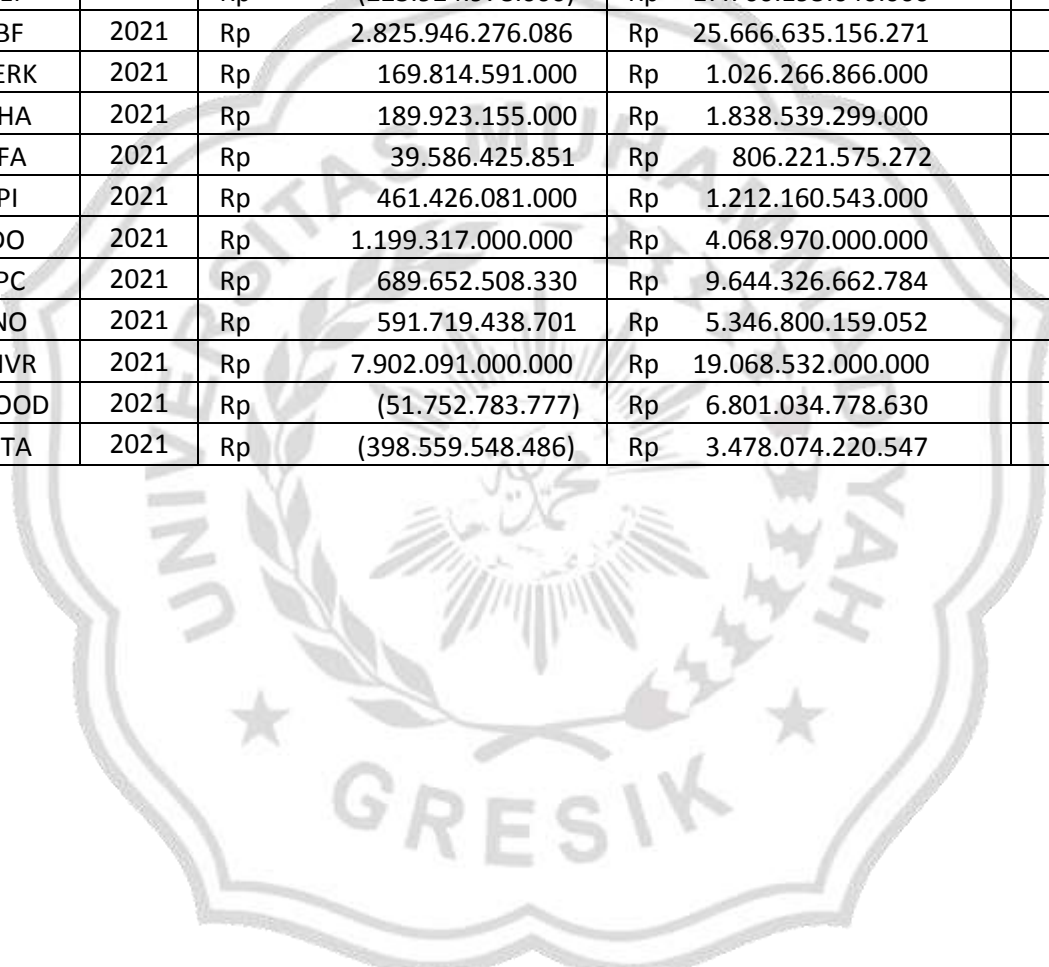 BF 2021 Rp 2.825.946.276.086 Rp 25.666.635.156.271
ERK 2021 Rp 169.814.591.000 Rp 1.026.266.866.000
HA 2021 Rp 189.923.155.000 Rp 1.838.539.299.000
FA 2021 Rp 39.586.425.851 Rp 806.221.575.272
PI 2021 Rp 461.426.081.000 Rp 1.212.160.543.000
DO 2021 Rp 1.199.317.000.000 Rp 4.068.970.000.000
PC 2021 Rp 689.652.508.330 Rp 9.644.326.662.784
NO 2021 Rp 591.719.438.701 Rp 5.346.800.159.052
IVR 2021 Rp 7.902.091.000.000 Rp 19.068.532.000.000
OOD 2021 Rp (51.752.783.777) Rp 6.801.034.778.630
TA 2021 Rp (398.559.548.486) Rp 3.478.074.220.547
UNIVERSITAS MUHAMMADIYAH
GRESIK